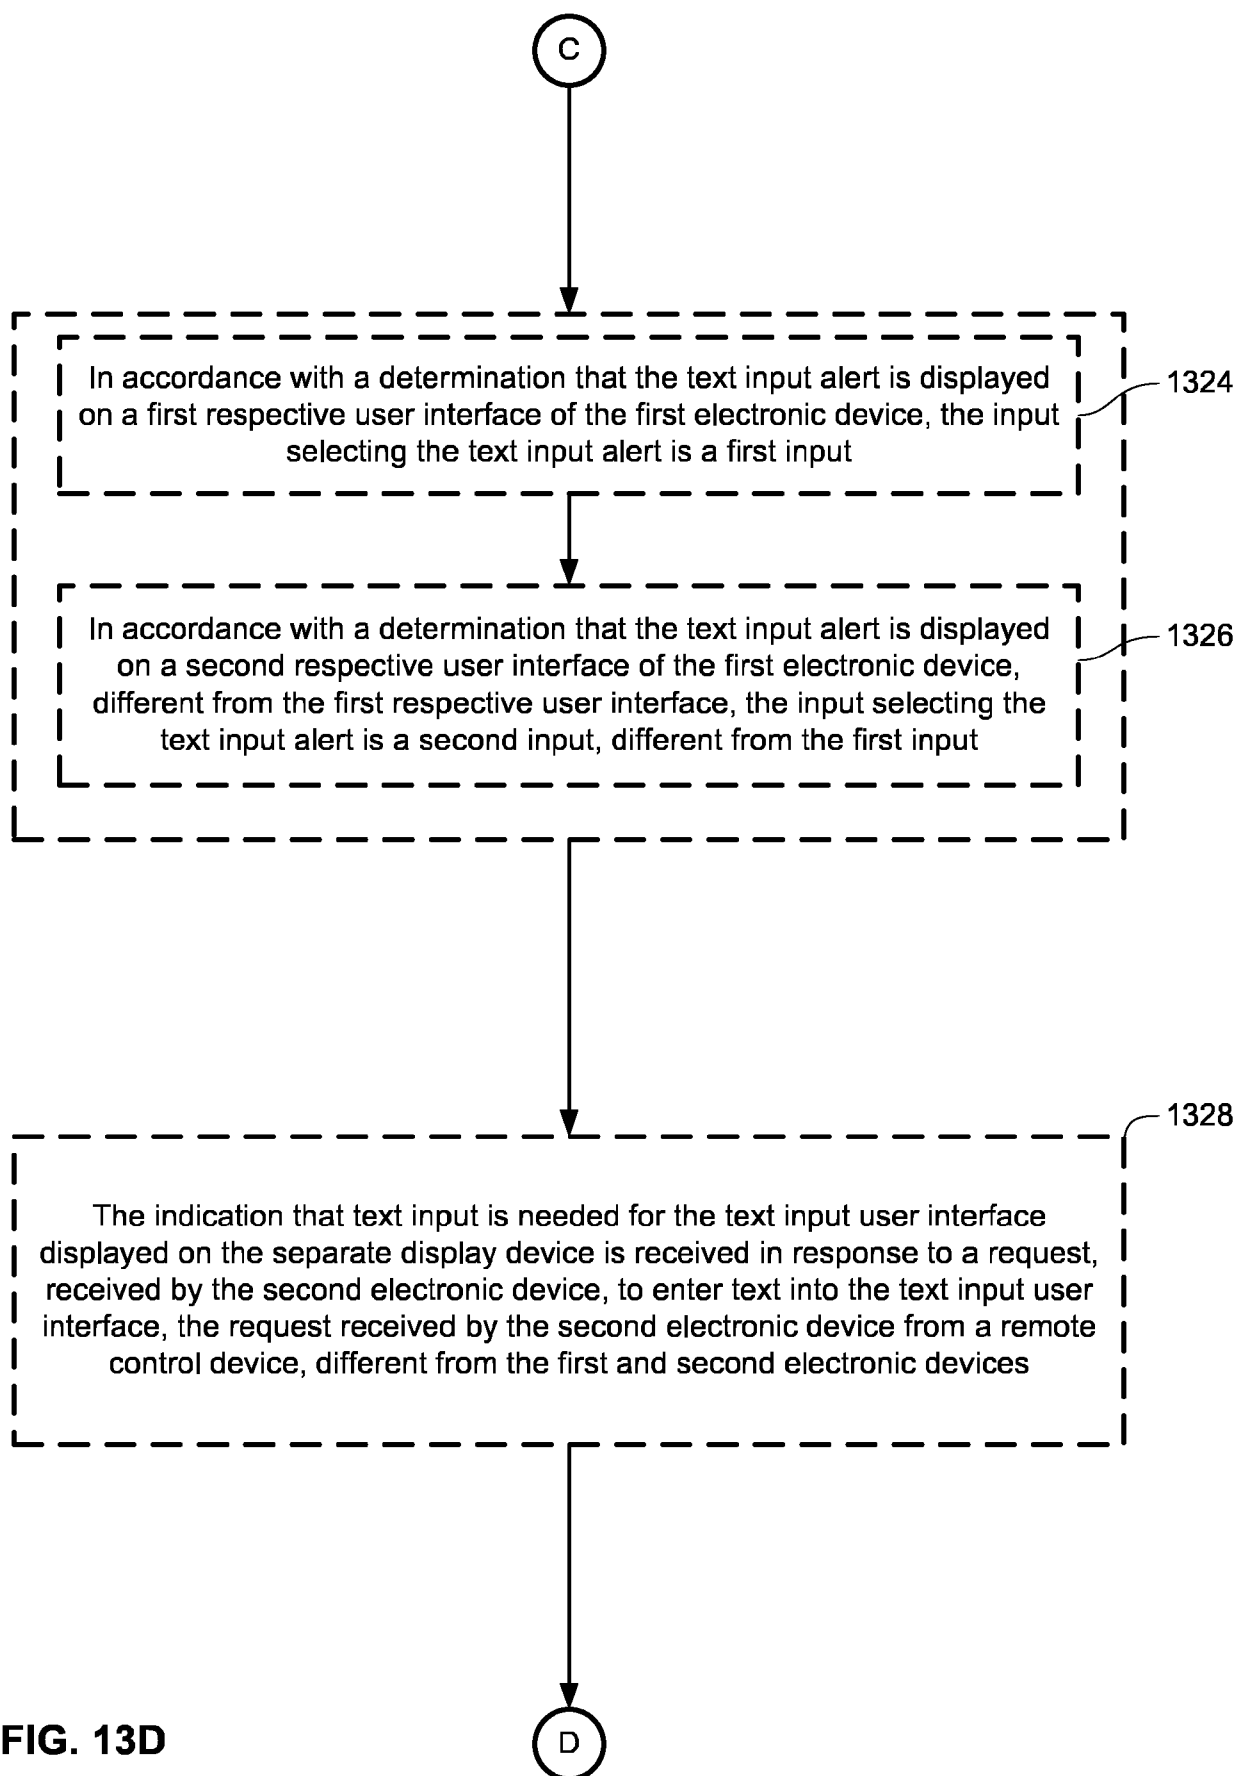 C
In accordance with a determination that the text input alert is displayed
on a first respective user interface of the first electronic device, the input
selecting the text input alert is a first input
1324
In accordance with a determination that the text input alert is displayed
on a second respective user interface of the first electronic device,
different from the first respective user interface, the input selecting the
text input alert is a second input, different from the first input
1326
1328
The indication that text input is needed for the text input user interface
displayed on the separate display device is received in response to a request,
received by the second electronic device, to enter text into the text input user
interface, the request received by the second electronic device from a remote
control device, different from the first and second electronic devices
FIG. 13D
D